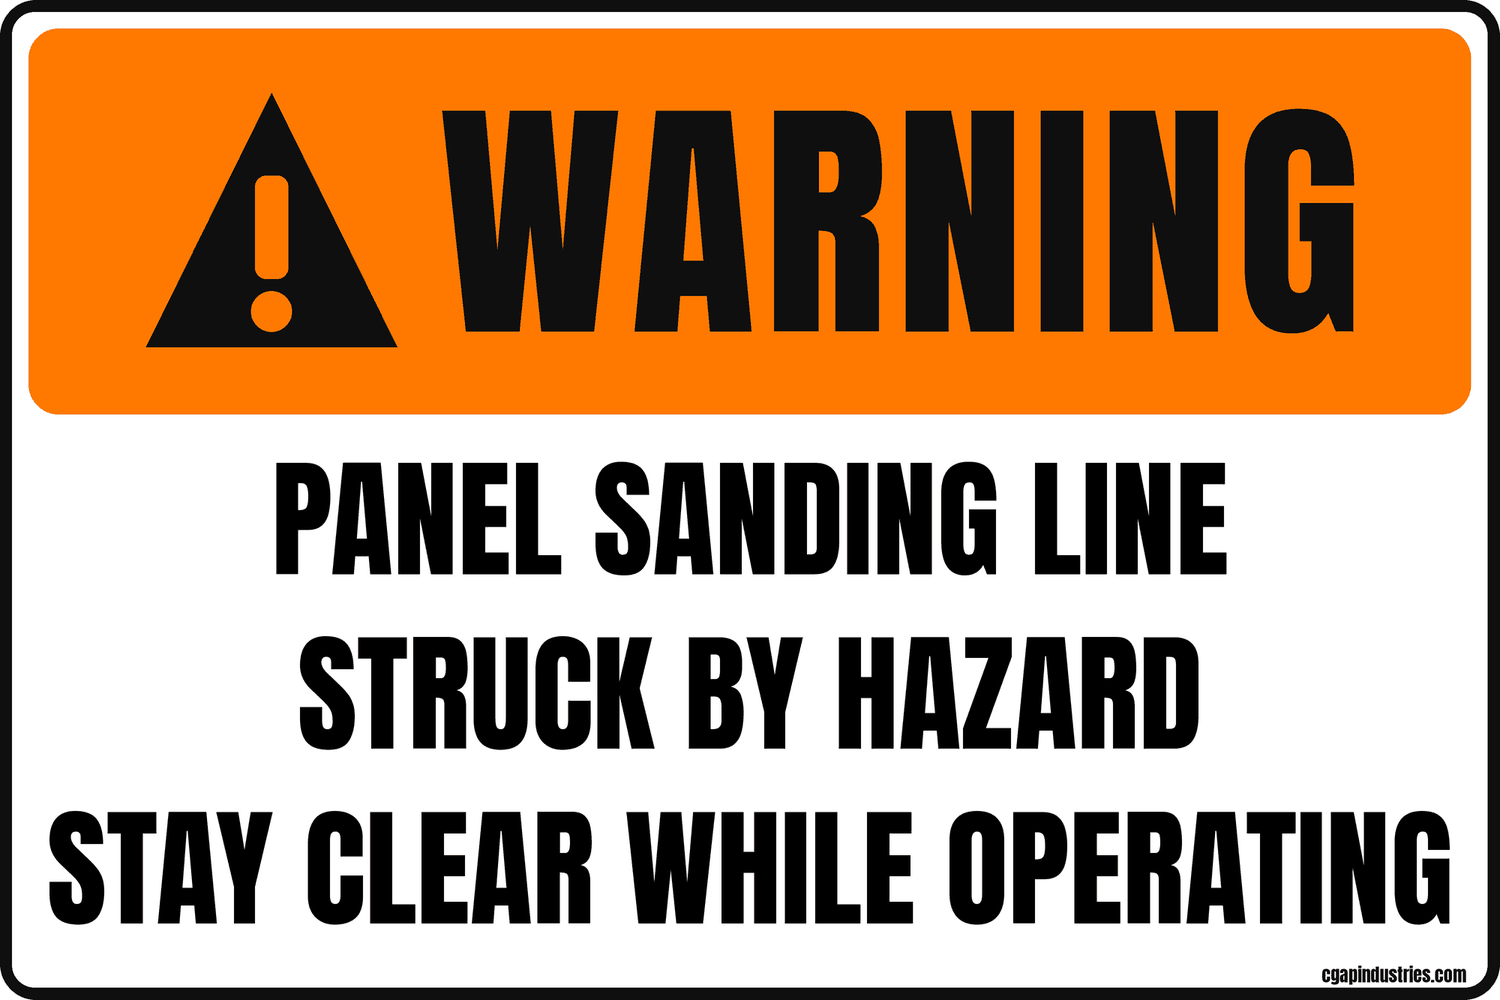 WARNING
PANEL SANDING LINE
STRUCK BY HAZARD
STAY CLEAR WHILE OPERATING
cgapindustries.com